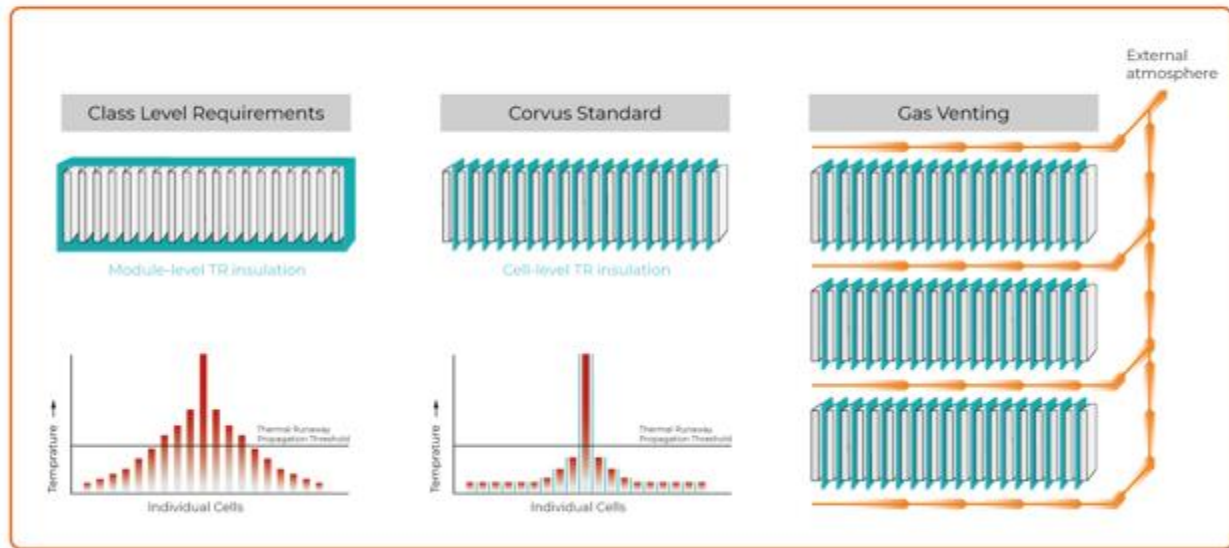 External
atmosphere
Class Level Requirements
Corvus Standard
Gas Venting
Module-level TR insulation
Cell-level TR insulation
Temprature
Thermal Runaway
Propagation Threshold
Individual Cells
Temprature
Thermal Runaway
Propagation Threshold
Individual Cells